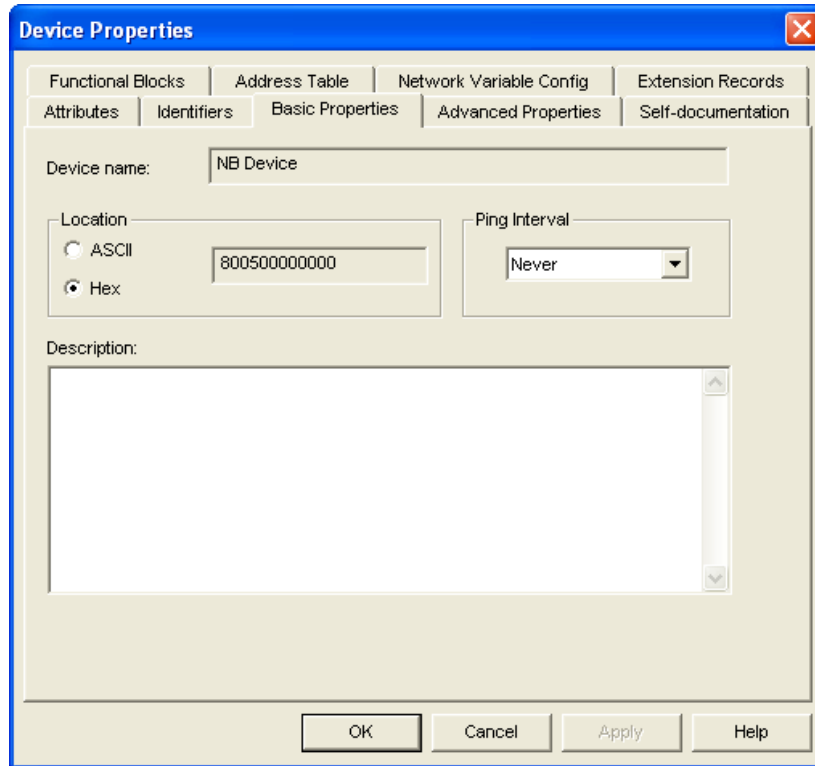 Device Properties
Functional Blocks Address Table Network Variable Config Extension Records
Attributes Identifiers Basic Properties Advanced Properties Self-documentation
Device name: NB Device
Location Ping Interval
ASCII
800500000000 Never
Hex
Description:
OK Cancel Apply Help